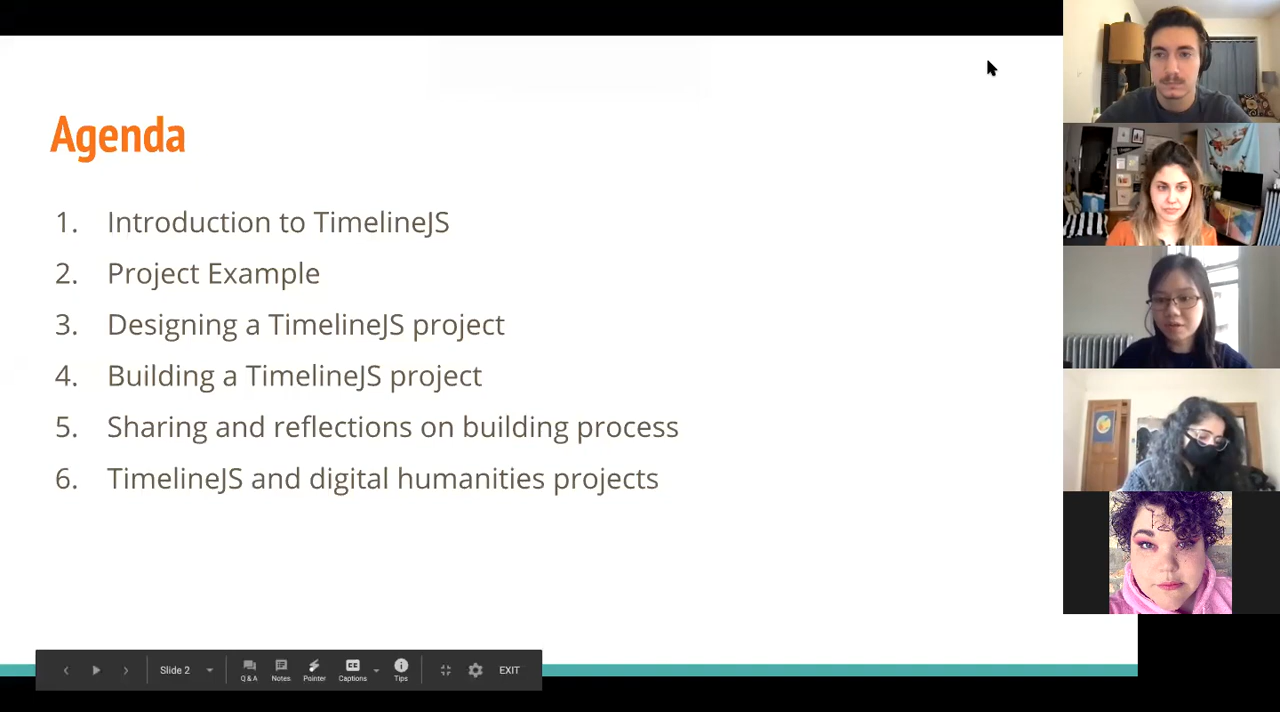 Agenda
1. Introduction to TimelineJS
2. Project Example
3. Designing a TimelineJS project
4. Building a TimelineJS project
5. Sharing and reflections on building process
6. TimelineJS and digital humanities projects
Slide 2
Q & A
Notes
Pointer
CC
Captions
Tips
EXIT